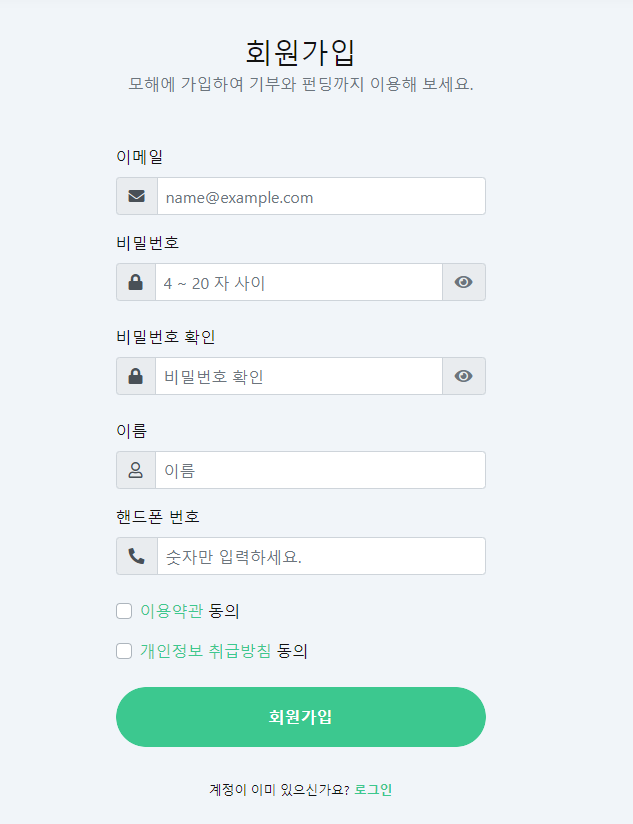 회원가입
모해에 가입하여 기부와 펀딩까지 이용해 보세요.
이메일
name@example.com
비밀번호
4 ~ 20 자 사이
비밀번호 확인
비밀번호 확인
이름
이름
핸드폰 번호
숫자만 입력하세요.
이용약관 동의
개인정보 취급방침 동의
회원가입
계정이 이미 있으신가요? 로그인